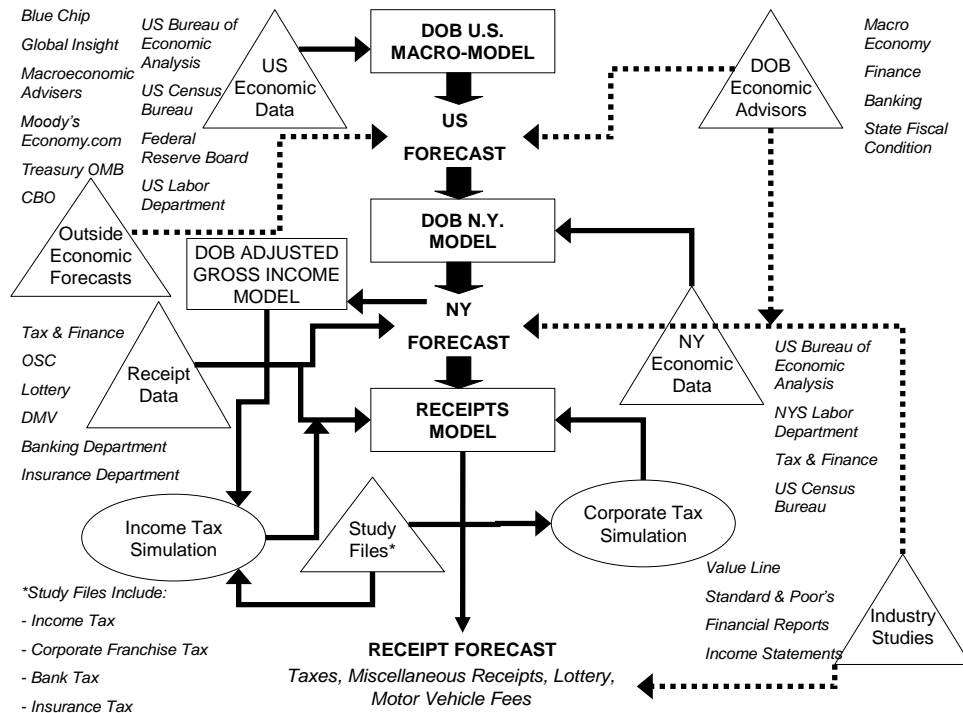 Blue Chip
Global Insight
Macroeconomic
Advisers
Moody's
Economy.com
Treasury OMB
CBO
US Bureau of
Economic
Analysis
US Census
Bureau
Federal
Reserve Board
US Labor
Department
US
Economic
Data
DOB U.S.
MACRO-MODEL
US
FORECAST
DOB
Economic
Advisors
Macro
Economy
Finance
Banking
State Fiscal
Condition
Outside
Economic
Forecasts
DOB ADJUSTED
GROSS INCOME
MODEL
DOB N.Y.
MODEL
NY
FORECAST
NY
Economic
Data
Tax & Finance
OSC
Lottery
DMV
Banking Department
Insurance Department
Receipt
Data
RECEIPTS
MODEL
US Bureau of
Economic
Analysis
NYS Labor
Department
Tax & Finance
US Census
Bureau
Income Tax
Simulation
Study
Files*
Corporate Tax
Simulation
*Study Files Include:
- Income Tax
- Corporate Franchise Tax
- Bank Tax
- Insurance Tax
Value Line
Standard & Poor's
Financial Reports
Income Statements
Industry
Studies
RECEIPT FORECAST
Taxes, Miscellaneous Receipts, Lottery,
Motor Vehicle Fees